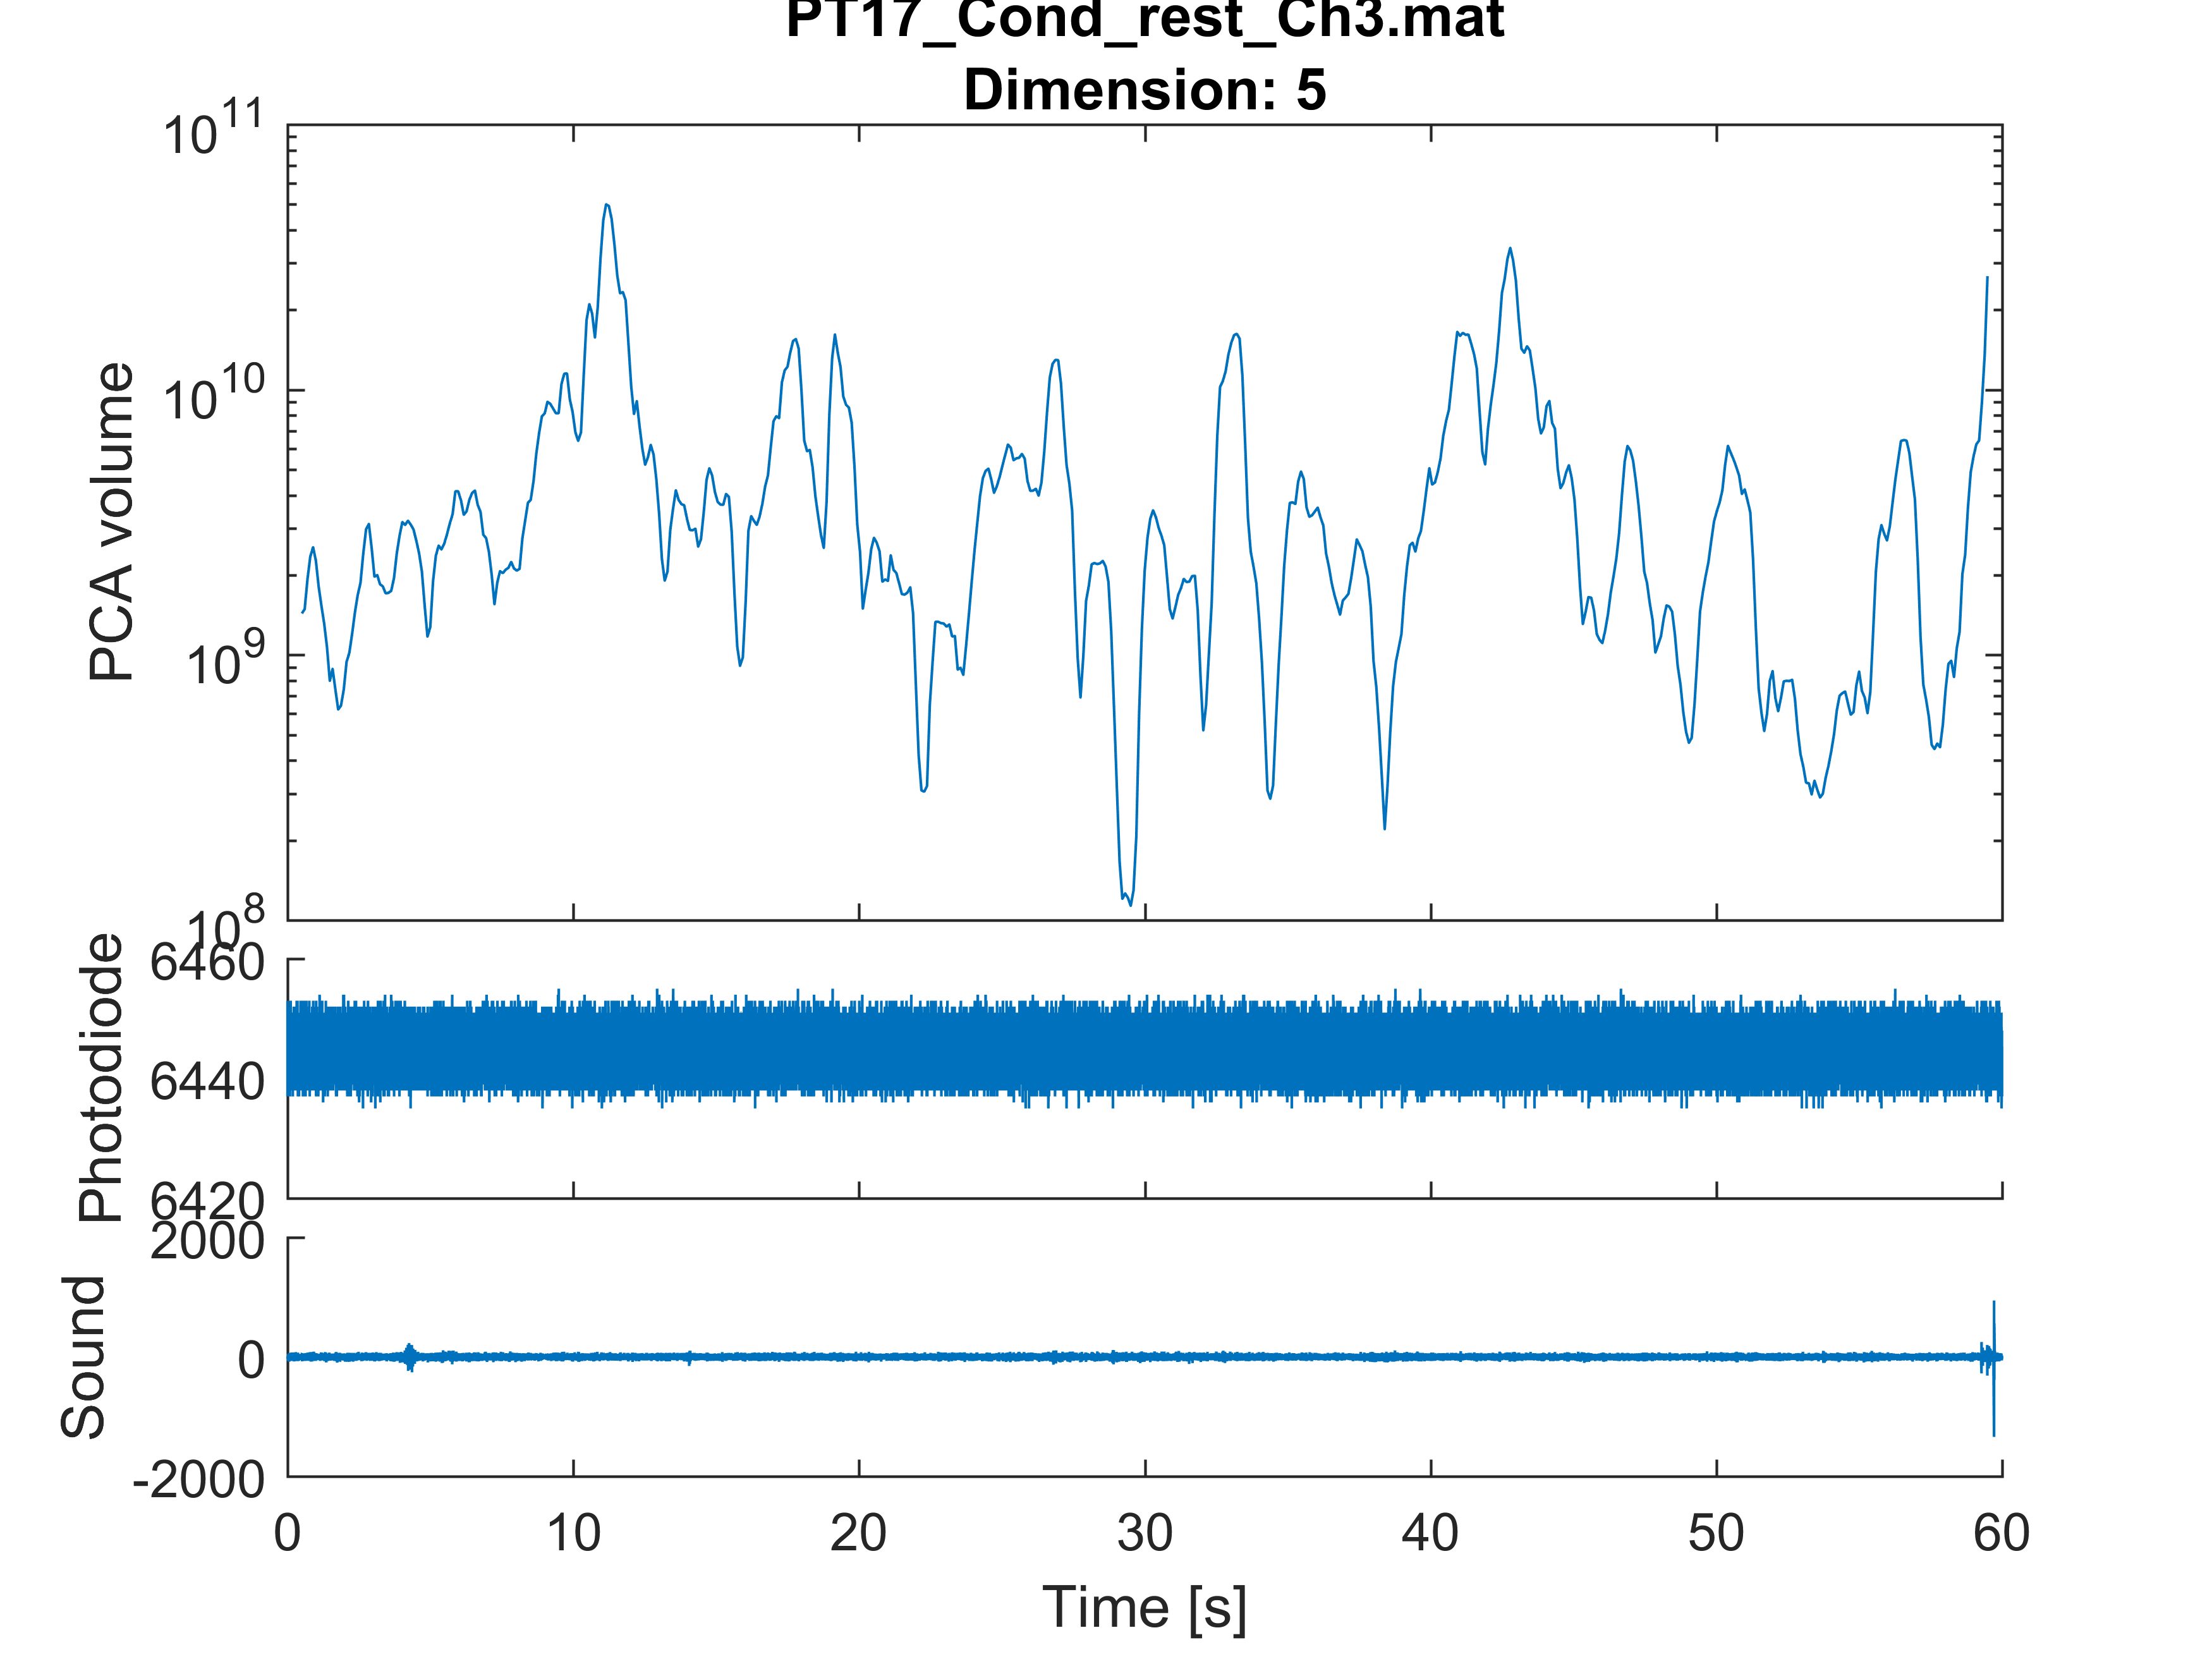 PT17_Cond_rest_Ch3.mat
Dimension: 5
10^11
10^10
10^9
10^8
PCA volume
6460
6440
6420
Photodiode
2000
0
-2000
Sound
0 10 20 30 40 50 60
Time [s]